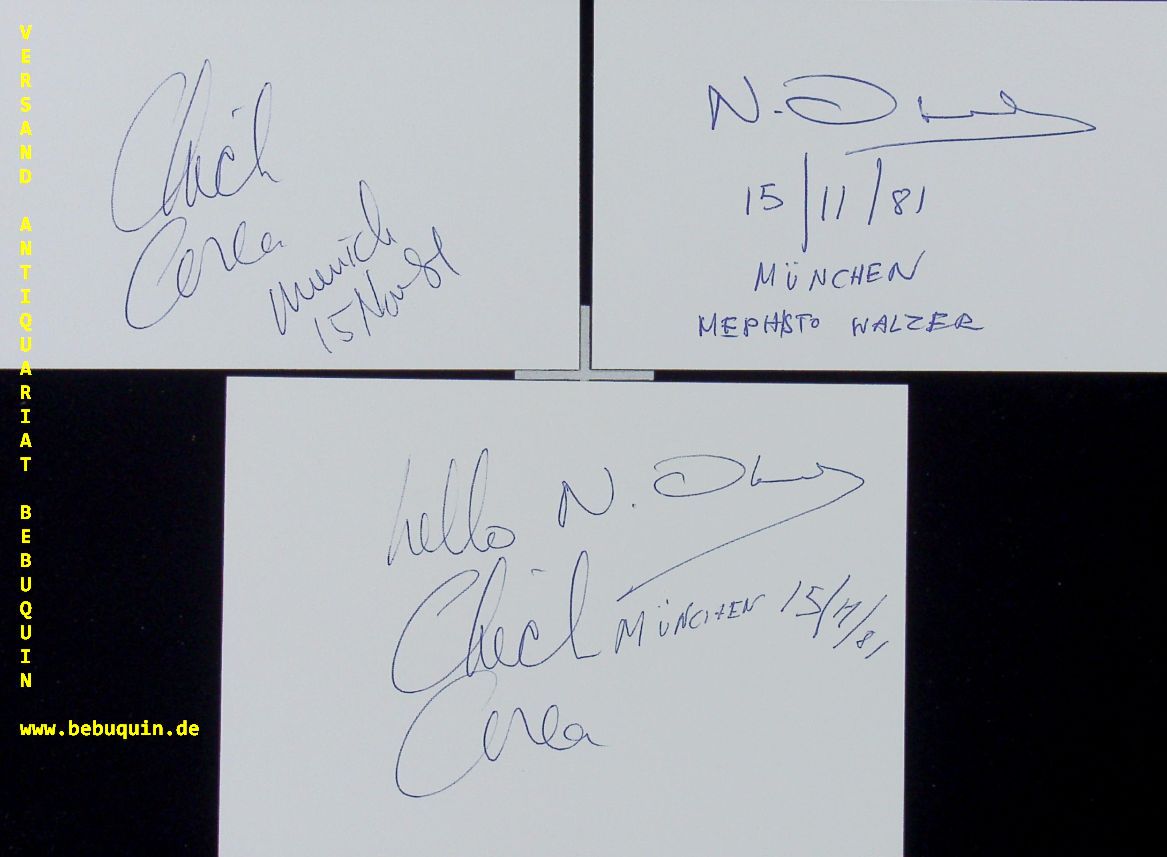 VERSAND ANTIQUARIAT BEBUQUIN
www.bebuquin.de
Chick
Corea
Munich
15 Nov 81
N.
15/11/81
MÜNCHEN
MEPHISTO WALZER
hello N.
Chick
MÜNCHEN 15/11/81
Corea